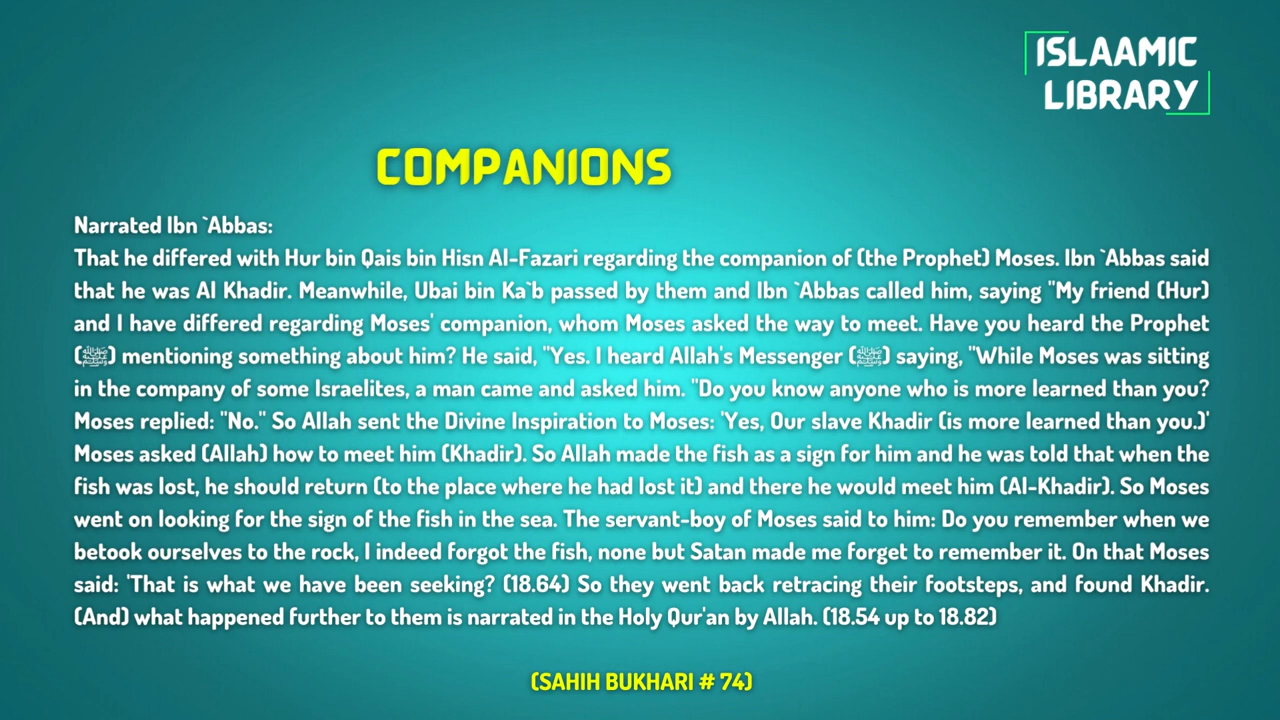 ISLAAMIC
LIBRARY
COMPANIONS
Narrated Ibn `Abbas:
That he differed with Hur bin Qais bin Hisn Al-Fazari regarding the companion of (the Prophet) Moses. Ibn `Abbas said
that he was Al Khadir. Meanwhile, Ubai bin Ka`b passed by them and Ibn `Abbas called him, saying "My friend (Hur)
and I have differed regarding Moses' companion, whom Moses asked the way to meet. Have you heard the Prophet
(ﷺ) mentioning something about him? He said, "Yes. I heard Allah's Messenger (ﷺ) saying, "While Moses was sitting
in the company of some Israelites, a man came and asked him. "Do you know anyone who is more learned than you?
Moses replied: "No." So Allah sent the Divine Inspiration to Moses: 'Yes, Our slave Khadir (is more learned than you.)'
Moses asked (Allah) how to meet him (Khadir). So Allah made the fish as a sign for him and he was told that when the
fish was lost, he should return (to the place where he had lost it) and there he would meet him (Al-Khadir). So Moses
went on looking for the sign of the fish in the sea. The servant-boy of Moses said to him: Do you remember when we
betook ourselves to the rock, I indeed forgot the fish, none but Satan made me forget to remember it. On that Moses
said: 'That is what we have been seeking? (18.64) So they went back retracing their footsteps, and found Khadir.
(And) what happened further to them is narrated in the Holy Qur'an by Allah. (18.54 up to 18.82)
(SAHIH BUKHARI # 74)